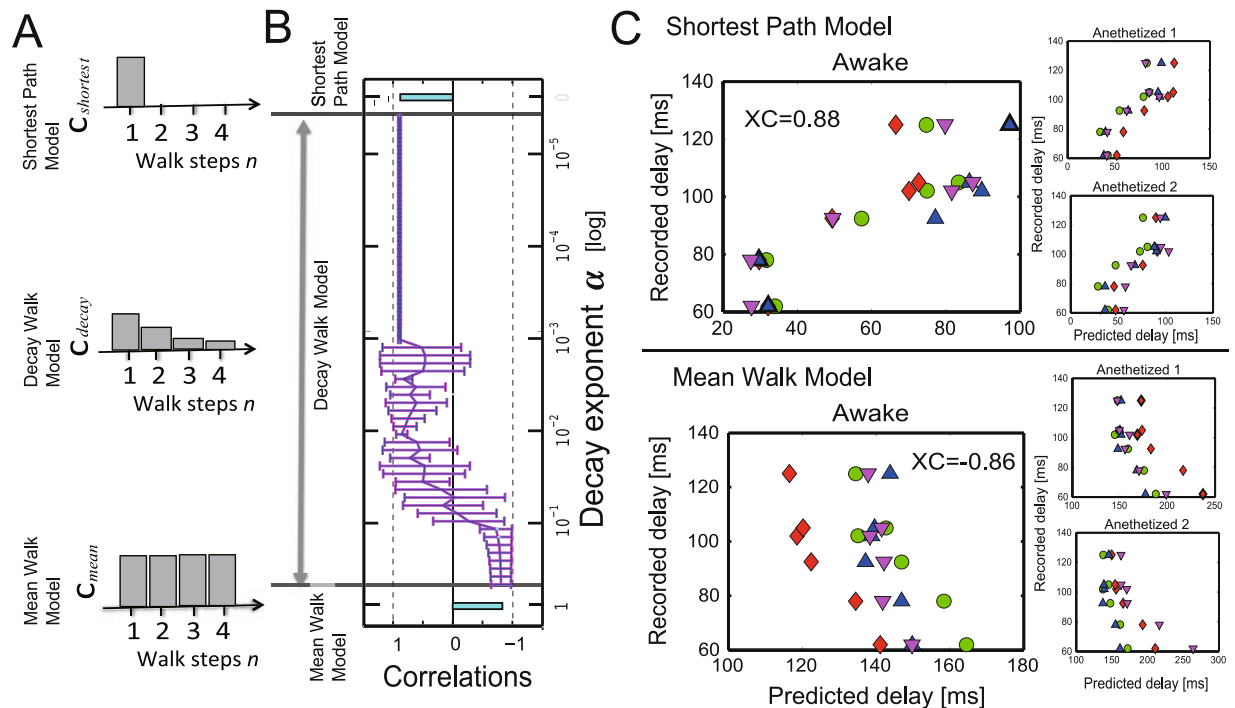 A
Shortest Path
Model
C shortest
1 2 3 4
Walk steps n
Decay Walk
Model
C decay
1 2 3 4
Walk steps n
Mean Walk
Model
C mean
1 2 3 4
Walk steps n
B
Shortest
Path Model
Decay Walk Model
Mean Walk
Model
0
10⁻⁵
10⁻⁴
10⁻³
10⁻²
10⁻¹
1
Decay exponent α [log]
1 0 −1
Correlations
C
Shortest Path Model
Awake
XC=0.88
Recorded delay [ms]
140
120
100
80
60
20 40 60 80 100
Anethetized 1
140
120
100
80
60
0 50 100 150
Anethetized 2
140
120
100
80
60
0 50 100 150
Recorded delay [ms]
Predicted delay [ms]
Mean Walk Model
Awake
XC=-0.86
Recorded delay [ms]
140
120
100
80
60
100 120 140 160 180
Predicted delay [ms]
Anethetized 1
140
120
100
80
60
50 100 150 200 250
Anethetized 2
140
120
100
80
60
100 150 200 250 300
Recorded delay [ms]
Predicted delay [ms]